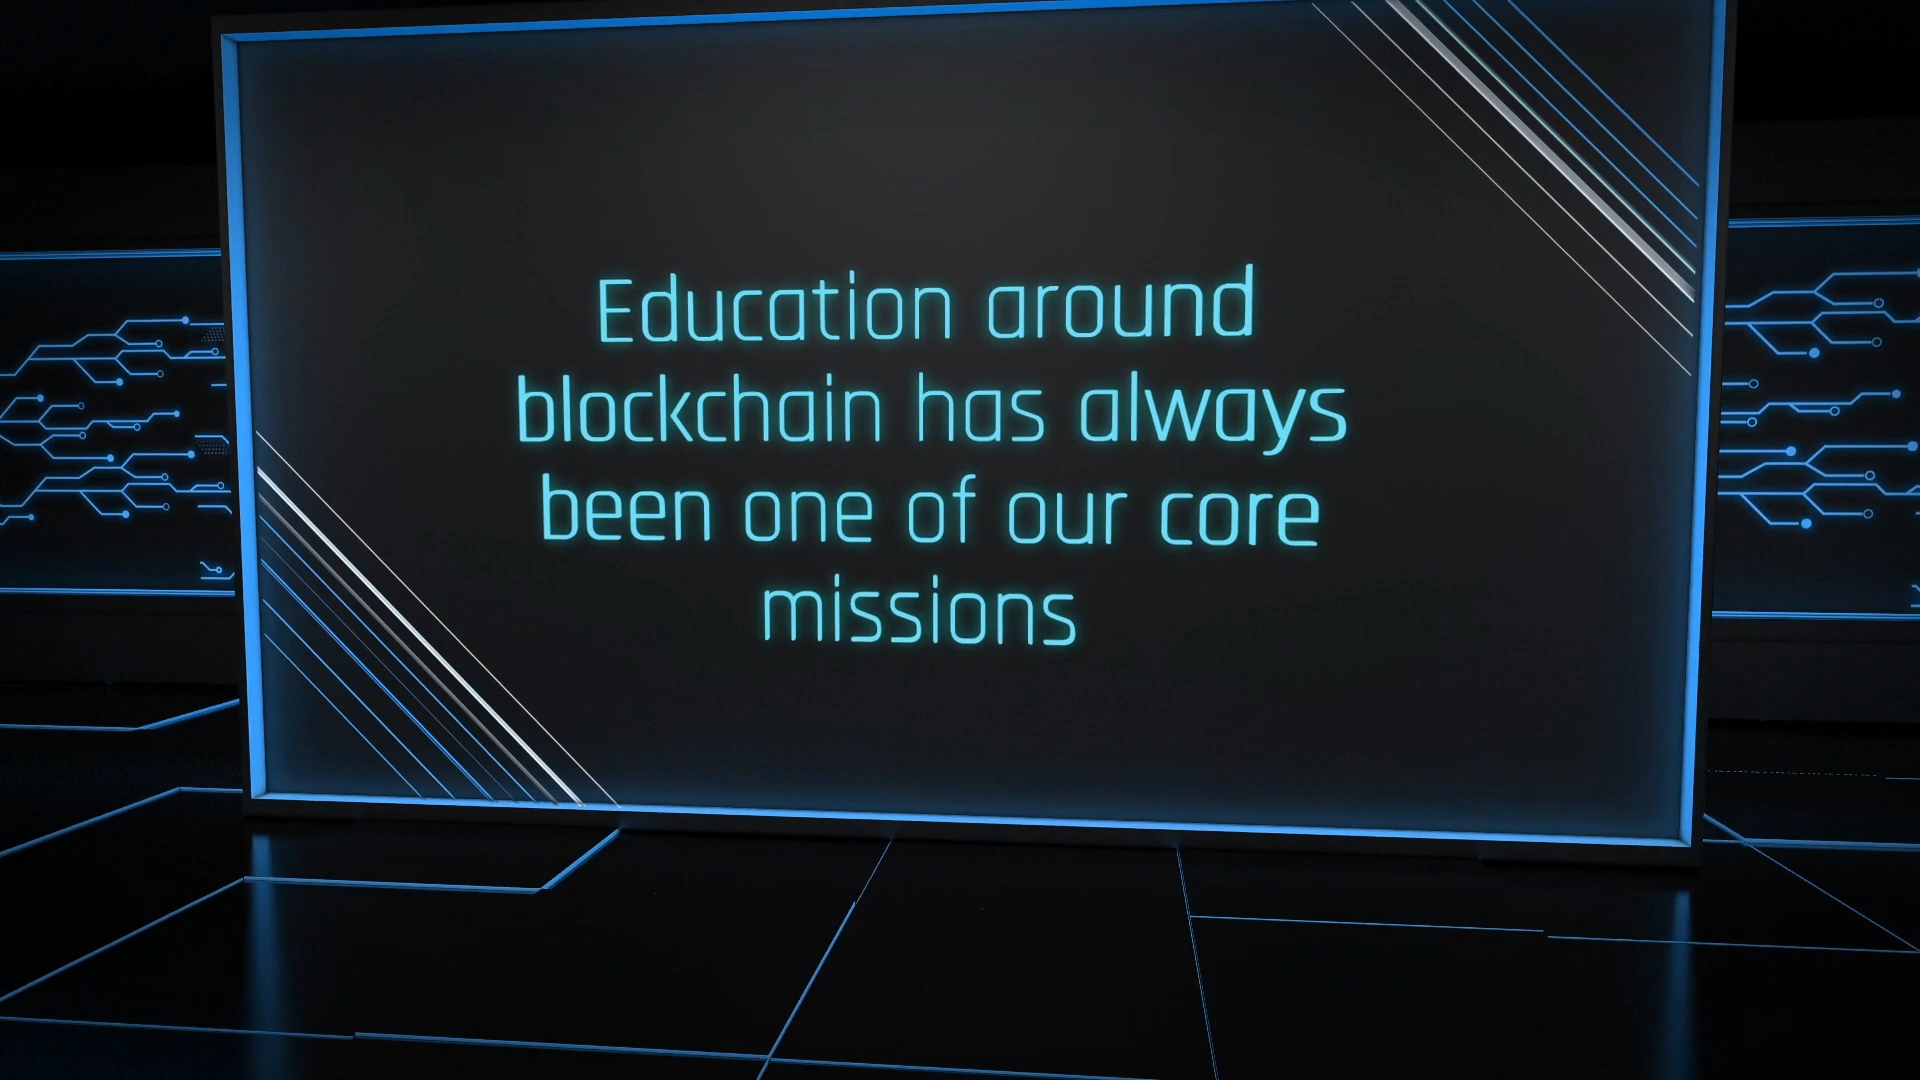 Education around
blockchain has always
been one of our core
missions